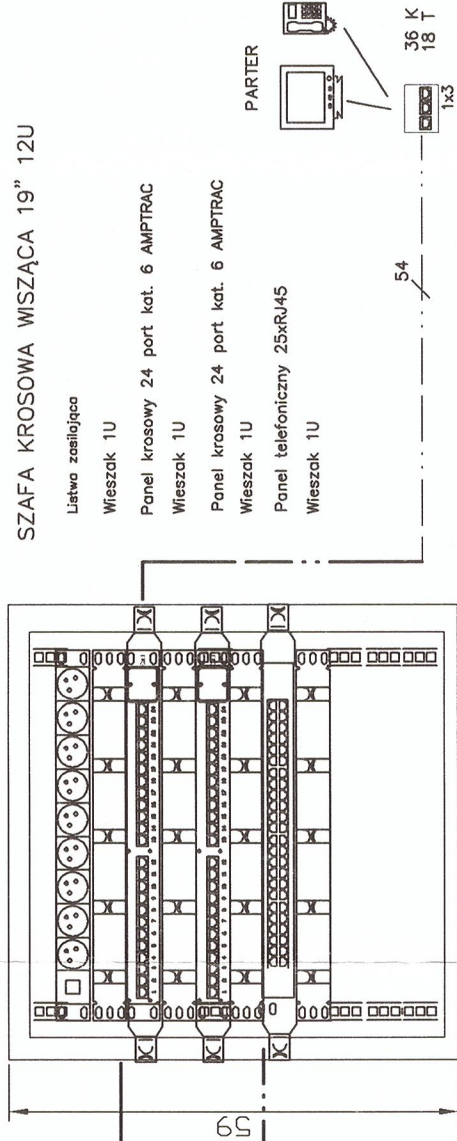 SZAFA KROSOWA WISZĄCA 19" 12U
Listwa zasilająca
Wieszak 1U
Panel krosowy 24 port kat. 6 AMPTRAC
Wieszak 1U
Panel krosowy 24 port kat. 6 AMPTRAC
Wieszak 1U
Panel telefoniczny 25xRJ45
Wieszak 1U
PARTER
36 K
18 T
1x3
54
59